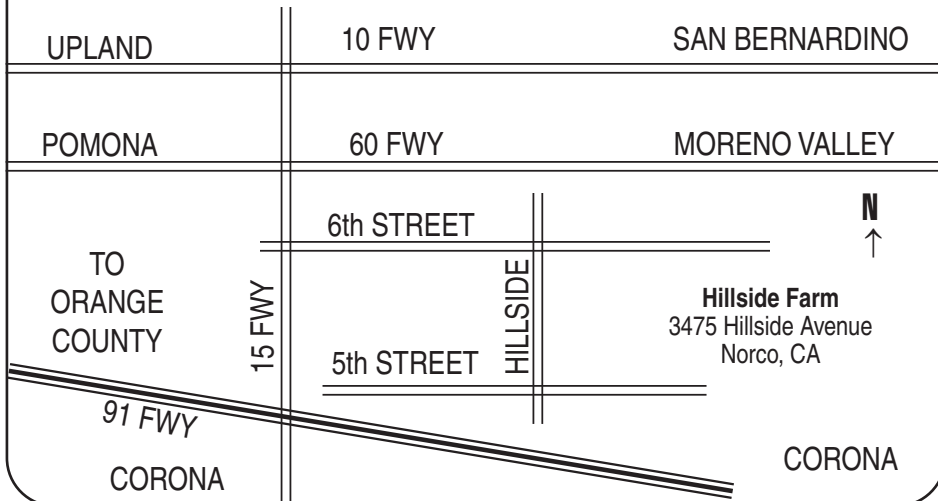 UPLAND
10 FWY
SAN BERNARDINO
POMONA
60 FWY
MORENO VALLEY
N
6th STREET
TO
ORANGE
COUNTY
15 FWY
HILLSIDE
Hillside Farm
3475 Hillside Avenue
Norco, CA
5th STREET
91 FWY
CORONA
CORONA